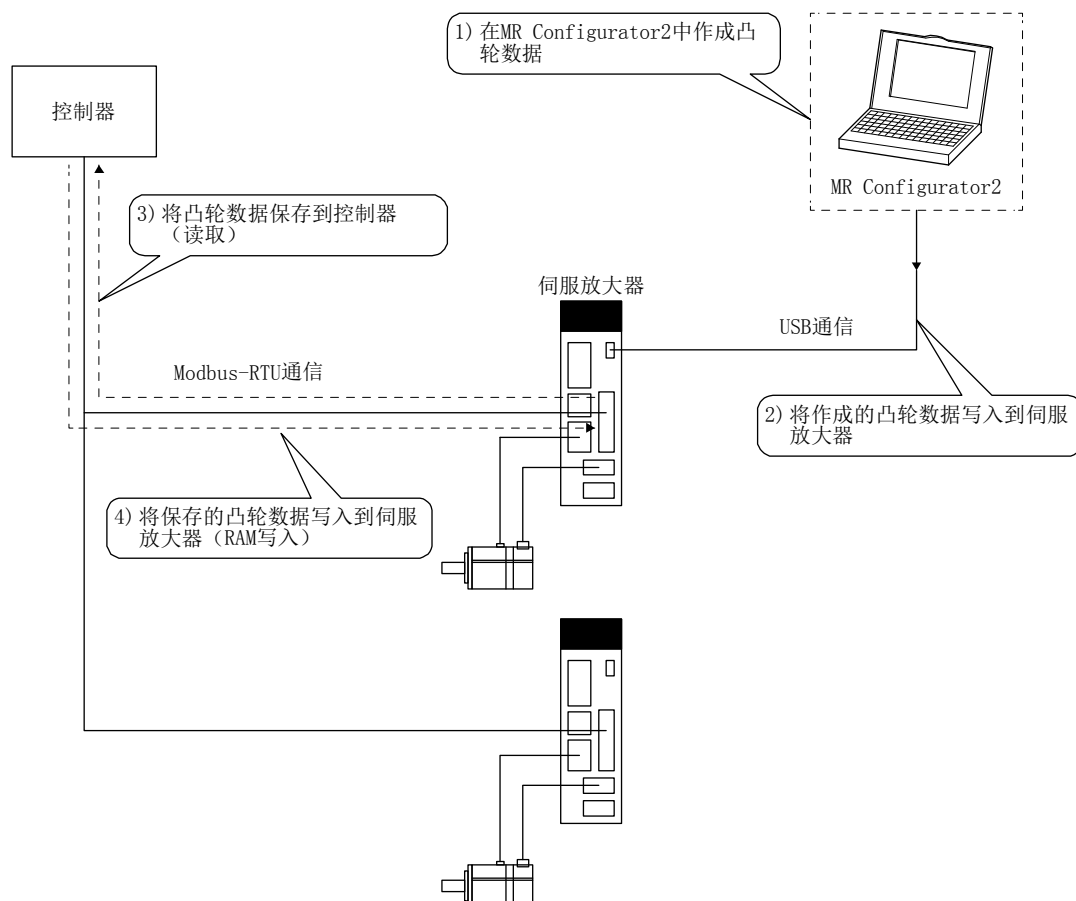 1) 在MR Configurator2中作成凸
轮数据
控制器
MR Configurator2
3) 将凸轮数据保存到控制器
（读取）
伺服放大器
USB通信
Modbus-RTU通信
2) 将作成的凸轮数据写入到伺服
放大器
4) 将保存的凸轮数据写入到伺服
放大器（RAM写入）